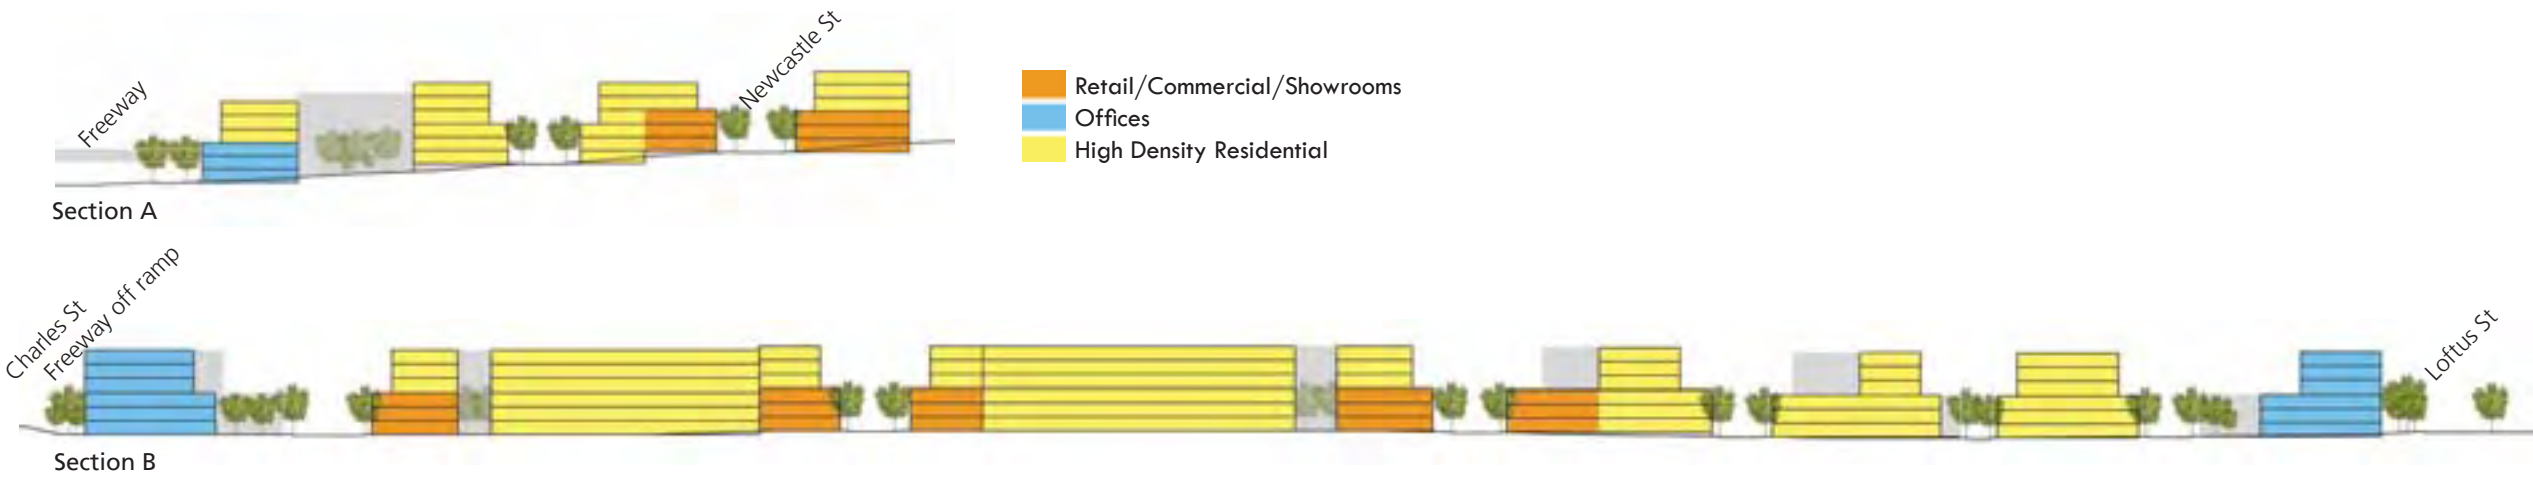 Freeway
Newcastle St
Retail/Commercial/Showrooms
Offices
High Density Residential
Section A
Charles St
Freeway off ramp
Loftus St
Section B